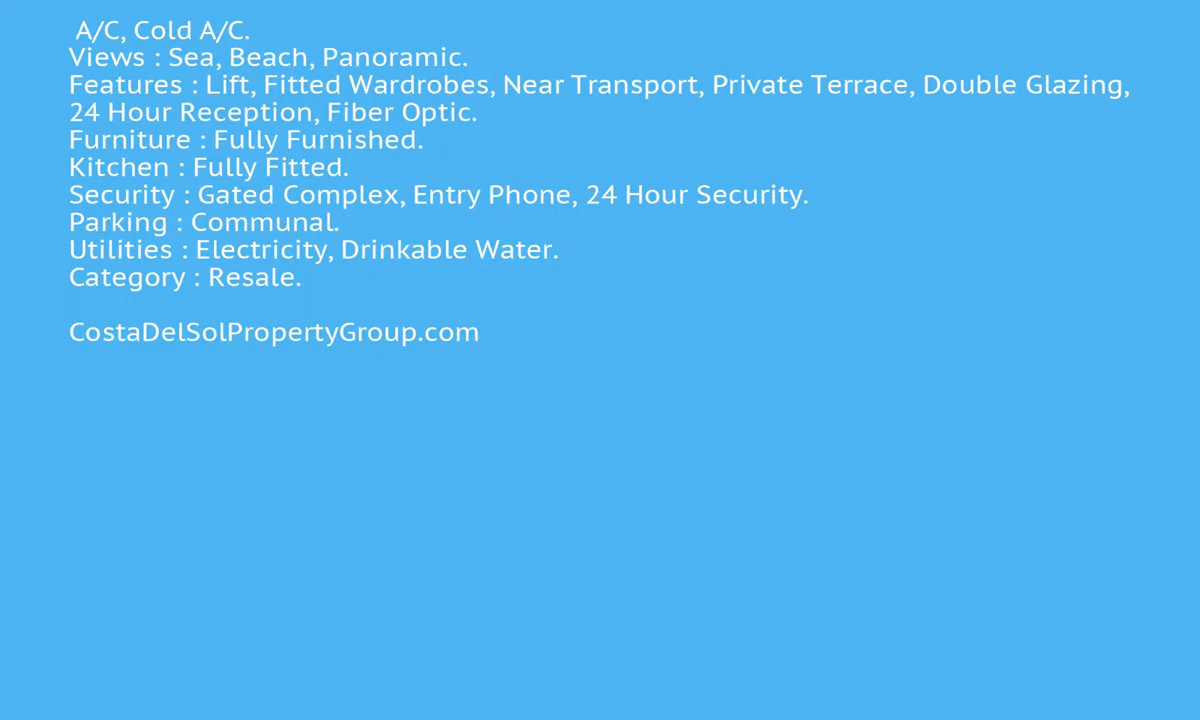 A/C, Cold A/C.
Views : Sea, Beach, Panoramic.
Features : Lift, Fitted Wardrobes, Near Transport, Private Terrace, Double Glazing,
24 Hour Reception, Fiber Optic.
Furniture : Fully Furnished.
Kitchen : Fully Fitted.
Security : Gated Complex, Entry Phone, 24 Hour Security.
Parking : Communal.
Utilities : Electricity, Drinkable Water.
Category : Resale.
CostaDelSolPropertyGroup.com